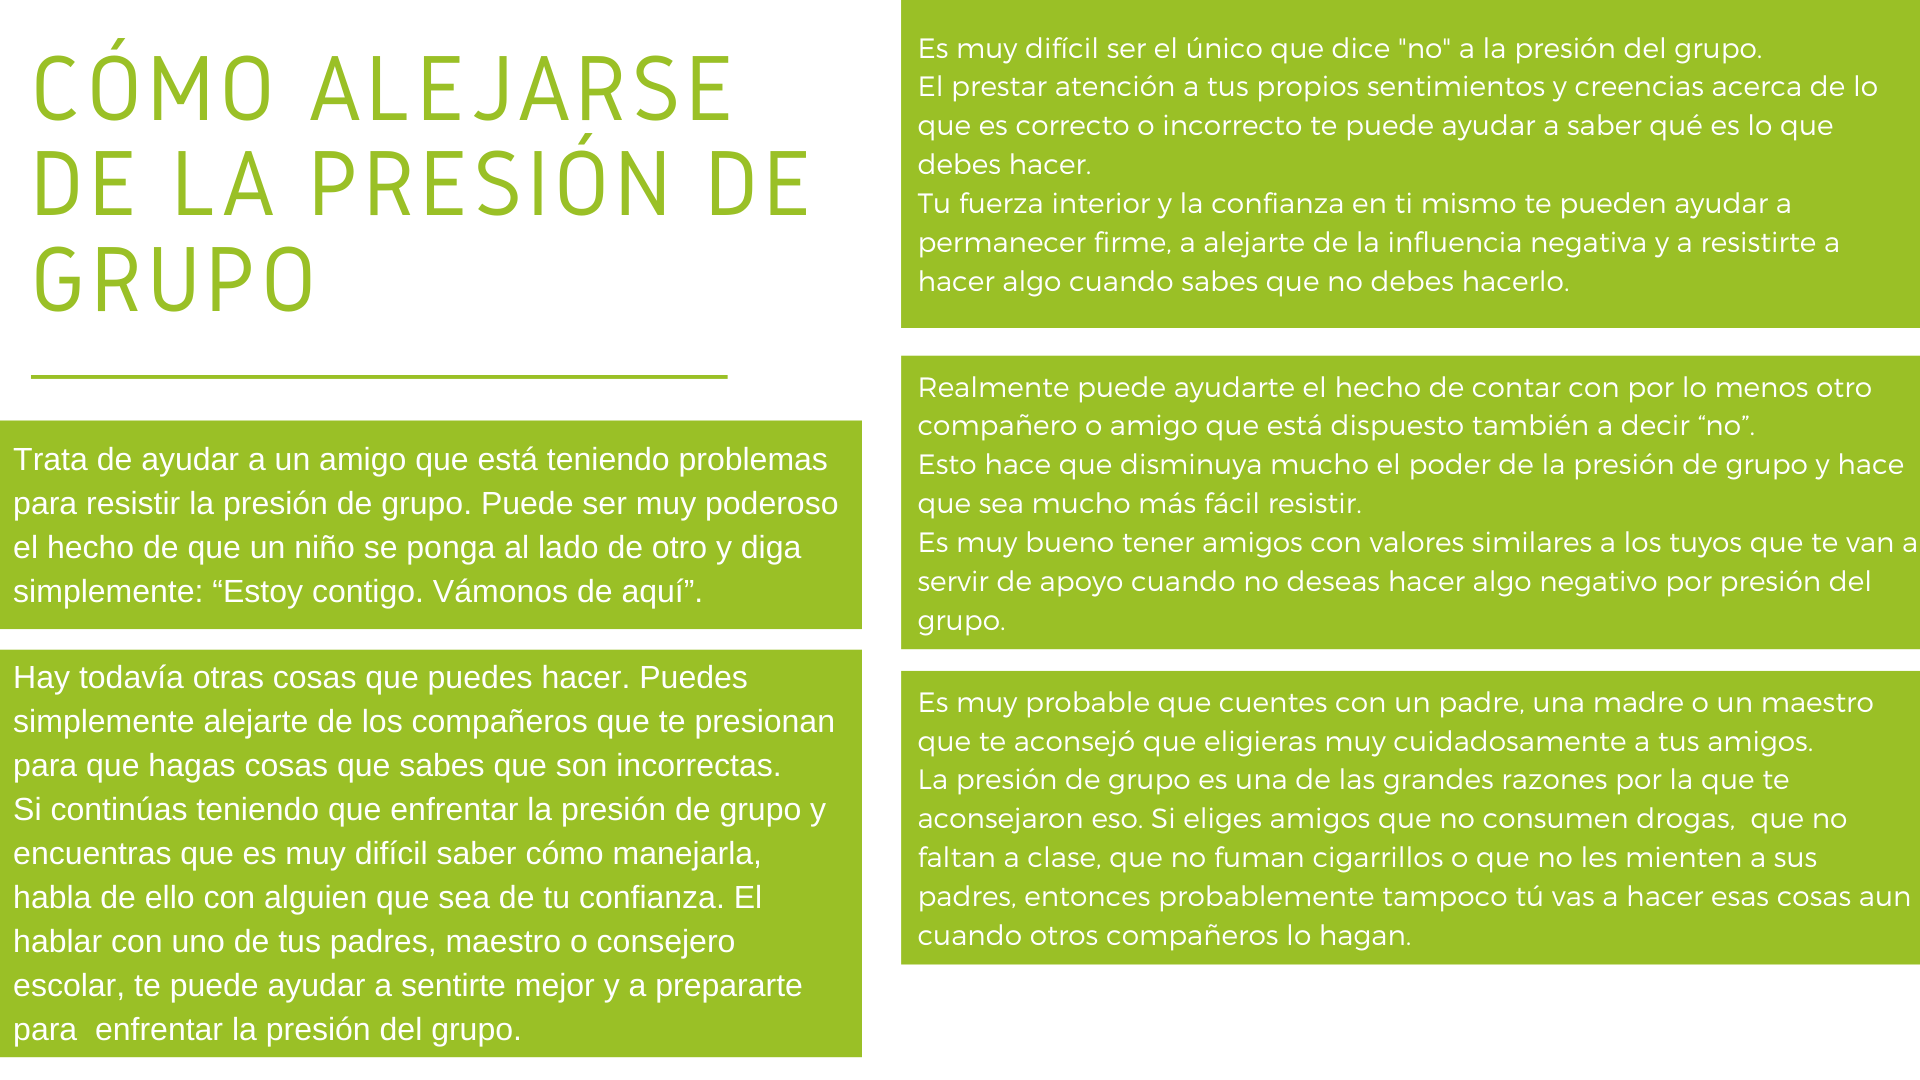 CÓMO ALEJARSE
DE LA PRESIÓN DE
GRUPO
Trata de ayudar a un amigo que está teniendo problemas
para resistir la presión de grupo. Puede ser muy poderoso
el hecho de que un niño se ponga al lado de otro y diga
simplemente: “Estoy contigo. Vámonos de aquí”.
Hay todavía otras cosas que puedes hacer. Puedes
simplemente alejarte de los compañeros que te presionan
para que hagas cosas que sabes que son incorrectas.
Si continúas teniendo que enfrentar la presión de grupo y
encuentras que es muy difícil saber cómo manejarla,
habla de ello con alguien que sea de tu confianza. El
hablar con uno de tus padres, maestro o consejero
escolar, te puede ayudar a sentirte mejor y a prepararte
para  enfrentar la presión del grupo.
Es muy difícil ser el único que dice "no" a la presión del grupo.
El prestar atención a tus propios sentimientos y creencias acerca de lo
que es correcto o incorrecto te puede ayudar a saber qué es lo que
debes hacer.
Tu fuerza interior y la confianza en ti mismo te pueden ayudar a
permanecer firme, a alejarte de la influencia negativa y a resistirte a
hacer algo cuando sabes que no debes hacerlo.
Realmente puede ayudarte el hecho de contar con por lo menos otro
compañero o amigo que está dispuesto también a decir “no”.
Esto hace que disminuya mucho el poder de la presión de grupo y hace
que sea mucho más fácil resistir.
Es muy bueno tener amigos con valores similares a los tuyos que te van a
servir de apoyo cuando no deseas hacer algo negativo por presión del
grupo.
Es muy probable que cuentes con un padre, una madre o un maestro
que te aconsejó que eligieras muy cuidadosamente a tus amigos.
La presión de grupo es una de las grandes razones por la que te
aconsejaron eso. Si eliges amigos que no consumen drogas,  que no
faltan a clase, que no fuman cigarrillos o que no les mienten a sus
padres, entonces probablemente tampoco tú vas a hacer esas cosas aun
cuando otros compañeros lo hagan.